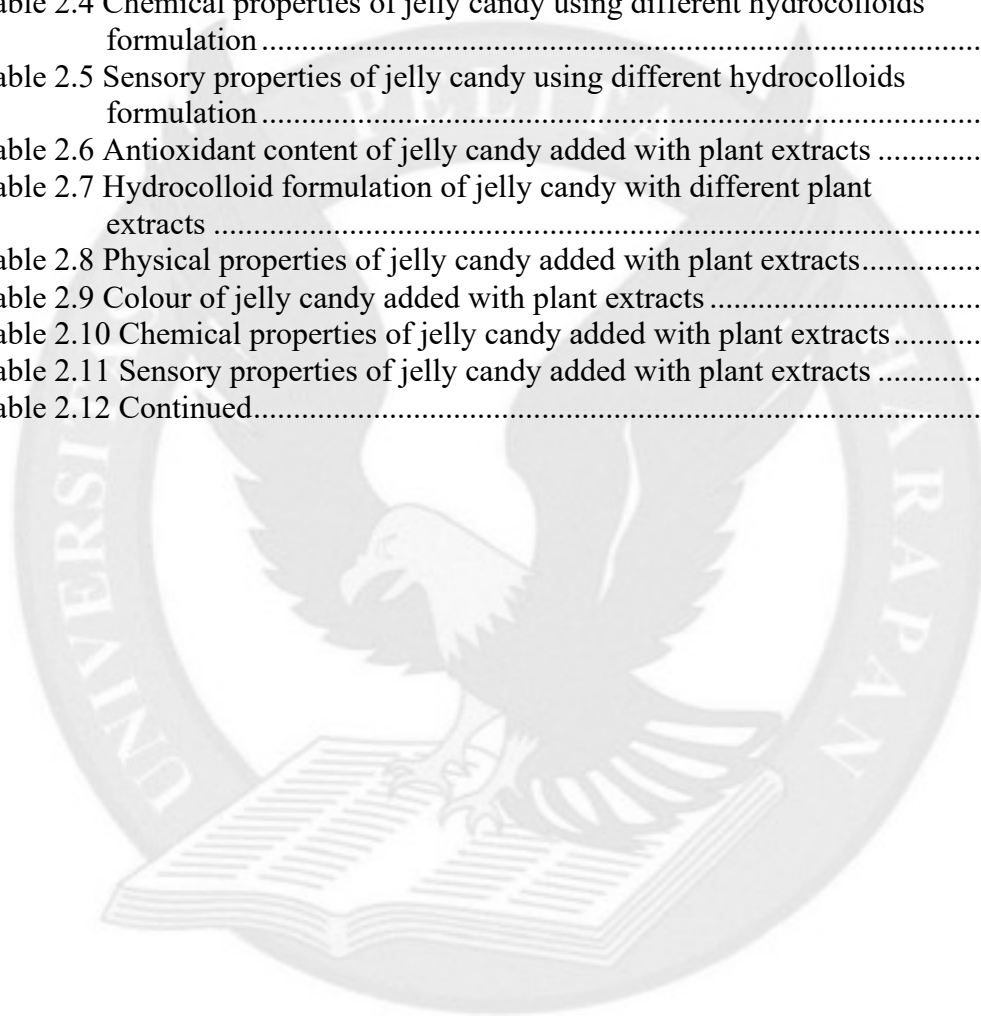 able 2.4 Chemical properties of jelly candy using different hydrocolloids
formulation....................................................................................
able 2.5 Sensory properties of jelly candy using different hydrocolloids
formulation....................................................................................
able 2.6 Antioxidant content of jelly candy added with plant extracts .............
able 2.7 Hydrocolloid formulation of jelly candy with different plant
extracts ..........................................................................................
able 2.8 Physical properties of jelly candy added with plant extracts...............
able 2.9 Colour of jelly candy added with plant extracts .................................
able 2.10 Chemical properties of jelly candy added with plant extracts...........
able 2.11 Sensory properties of jelly candy added with plant extracts .............
able 2.12 Continued..........................................................................................
UNIVERSI
PELITA
HARAPAN